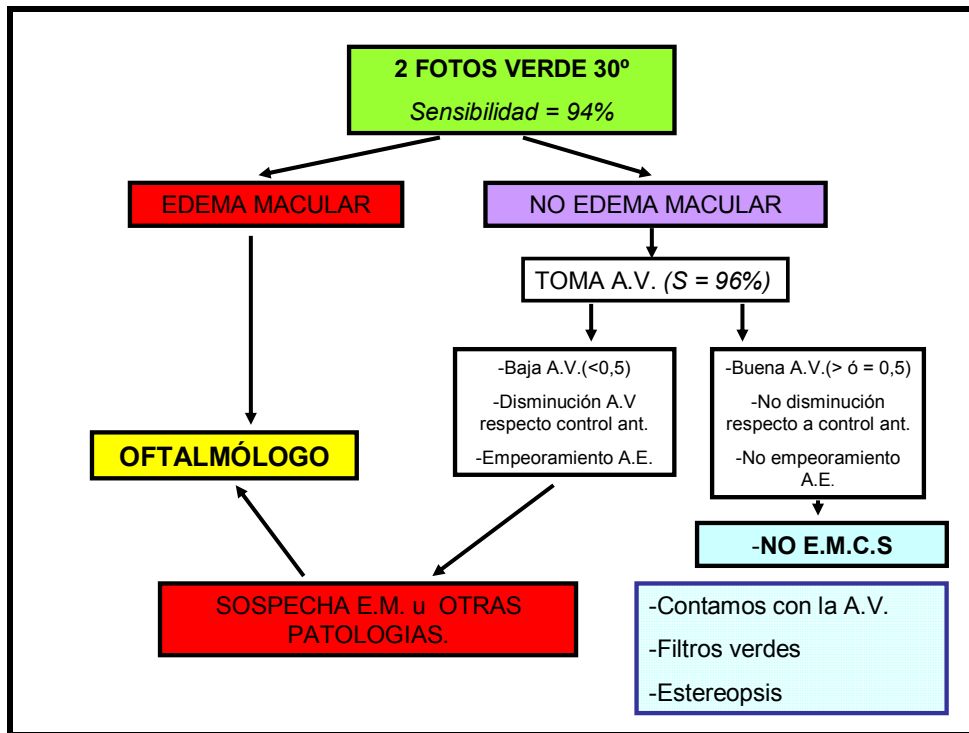 2 FOTOS VERDE 30º
Sensibilidad = 94%
EDEMA MACULAR
NO EDEMA MACULAR
TOMA A.V. (S = 96%)
-Baja A.V.(<0,5)
-Disminución A.V
respecto control ant.
-Empeoramiento A.E.
-Buena A.V.(> ó = 0,5)
-No disminución
respecto a control ant.
-No empeoramiento
A.E.
OFTALMÓLOGO
-NO E.M.C.S
SOSPECHA E.M. u OTRAS
PATOLOGIAS.
-Contamos con la A.V.
-Filtros verdes
-Estereopsis